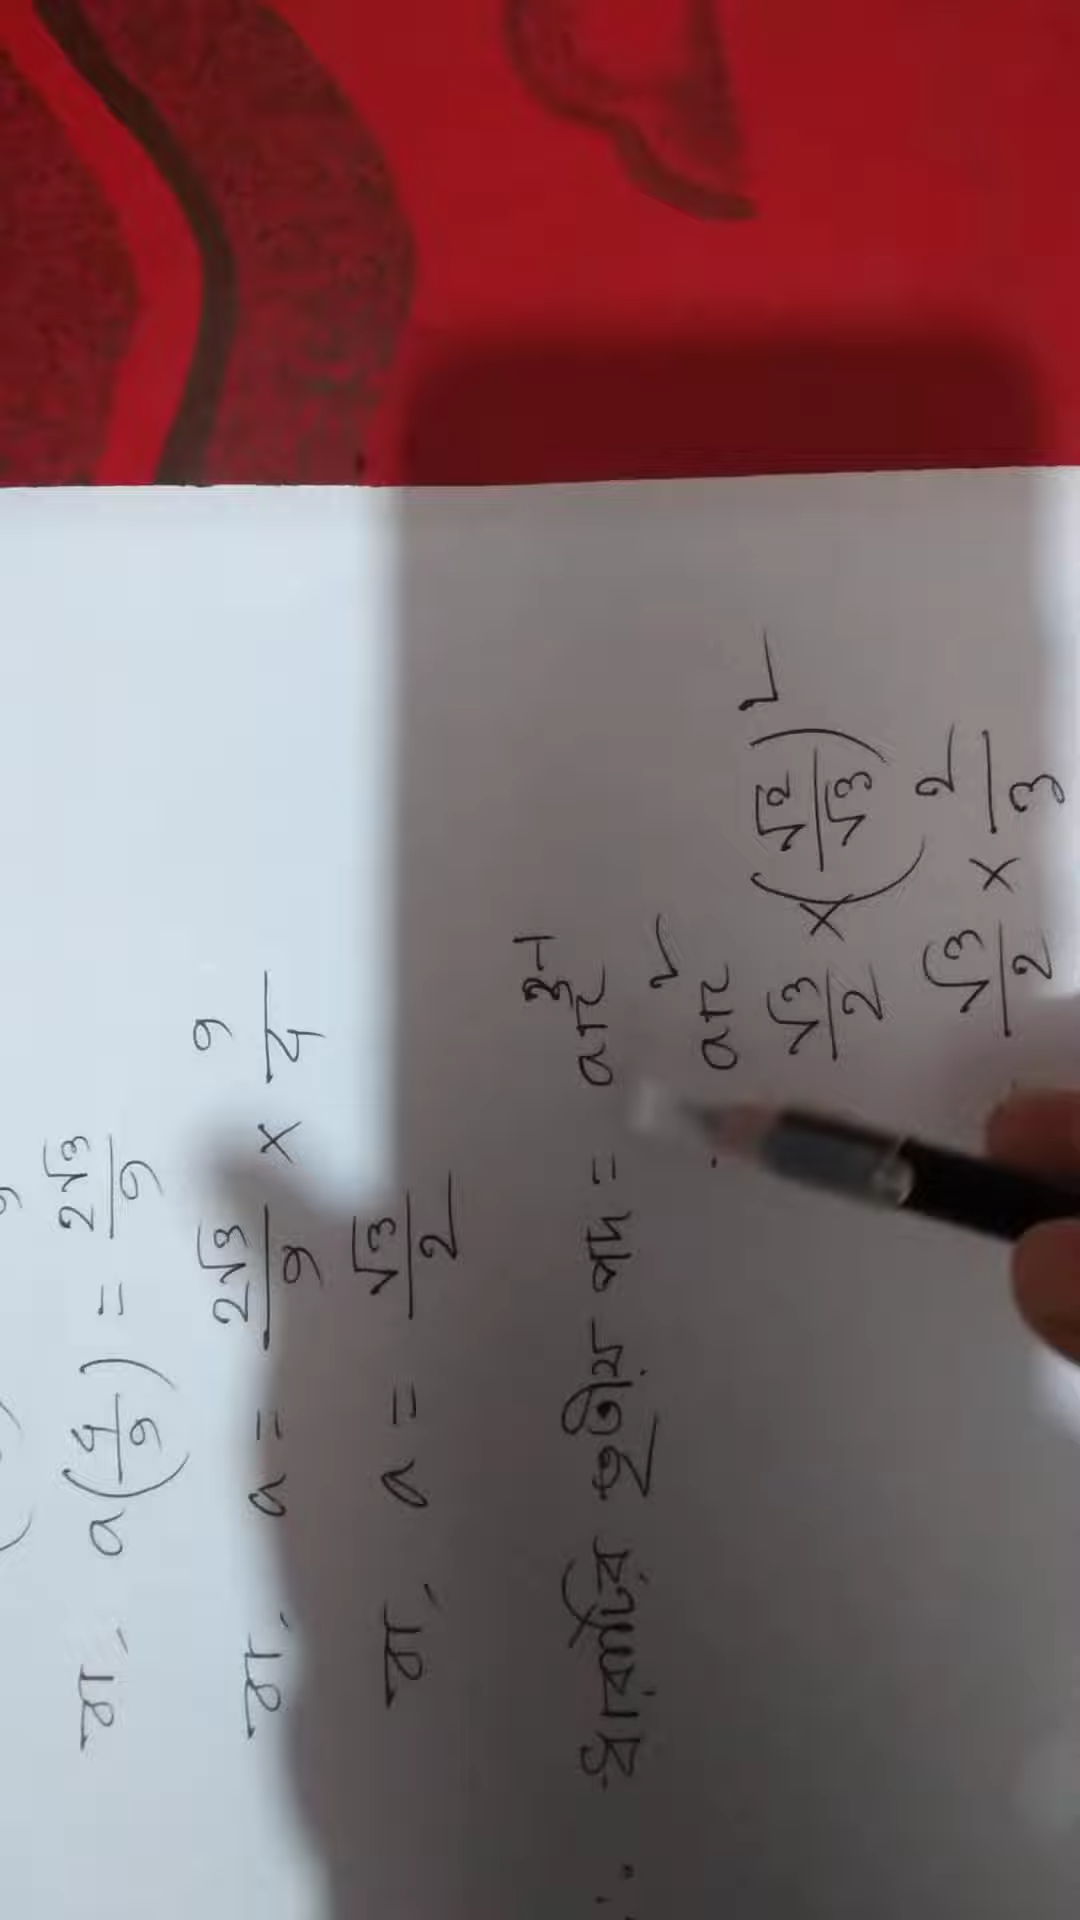 বা, a(4/9) = 2√3/9
বা, a = 2√3/9 × 9/4
বা, a = √3/2
∴ ধারাটির তৃতীয় পদ = ar³⁻¹
ar²
√3/2 × (√2/√3)²
√3/2 × 2/3